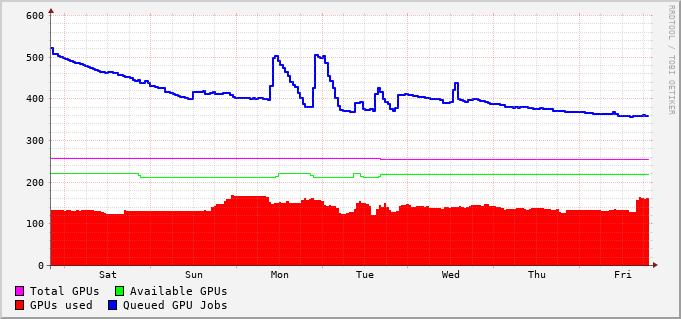 600
500
400
300
200
100
0
Sat Sun Mon Tue Wed Thu Fri
Total GPUs Available GPUs
GPUs used Queued GPU Jobs
RRDTOOL / TOBI OETIKER